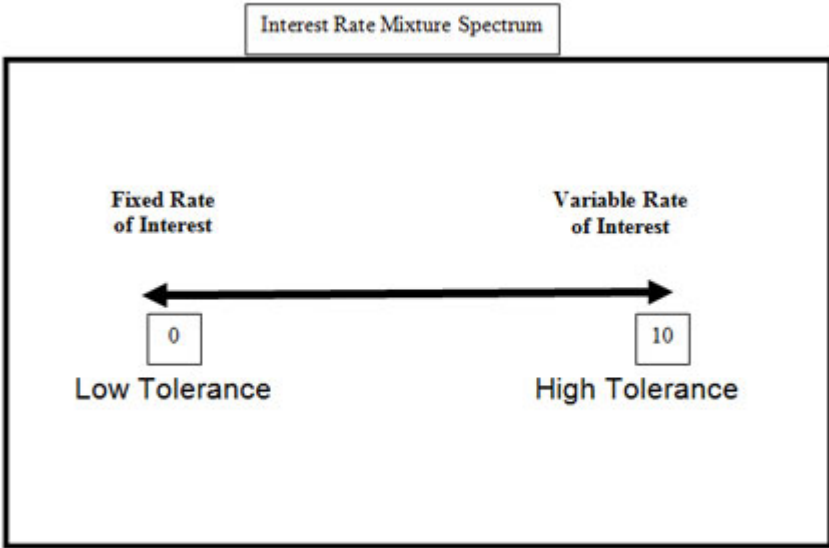 Interest Rate Mixture Spectrum
Fixed Rate
of Interest
Variable Rate
of Interest
0
10
Low Tolerance
High Tolerance